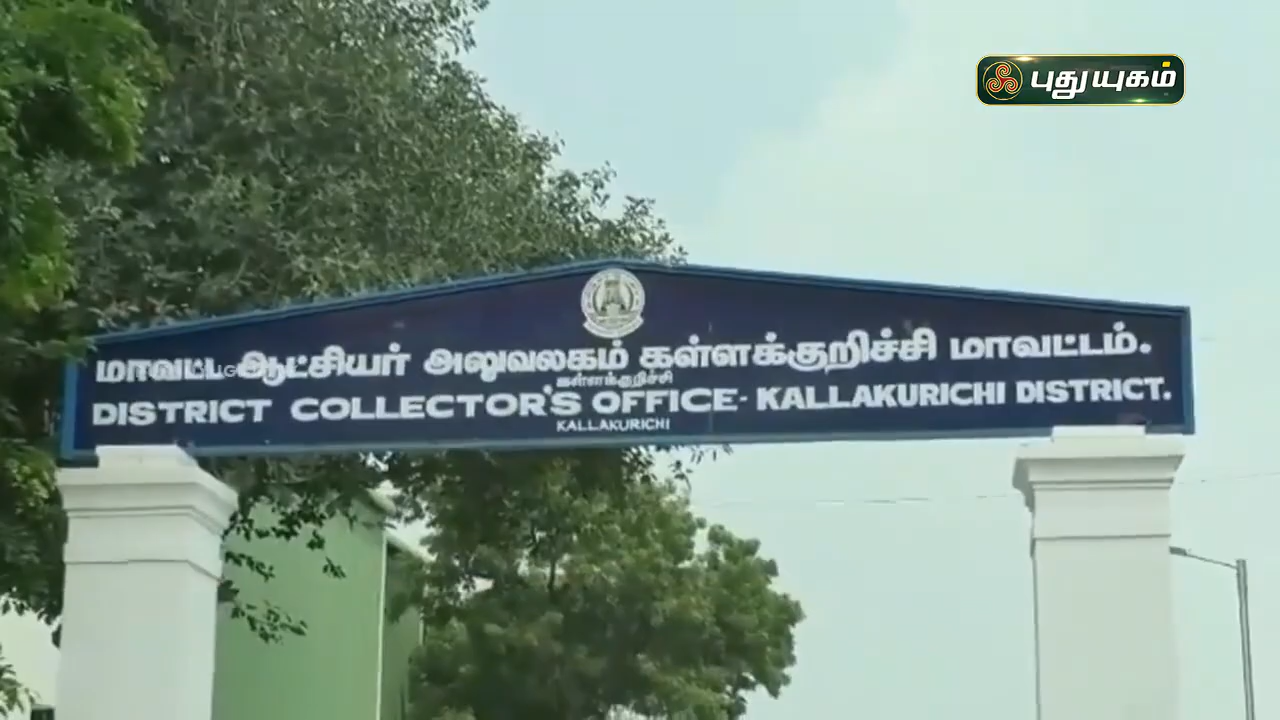 புதுயுகம்
மாவட்ட ஆட்சியர் அலுவலகம் கள்ளக்குறிச்சி மாவட்டம்.
கள்ளக்குறிச்சி
DISTRICT COLLECTOR'S OFFICE - KALLAKURICHI DISTRICT.
KALLAKURICHI